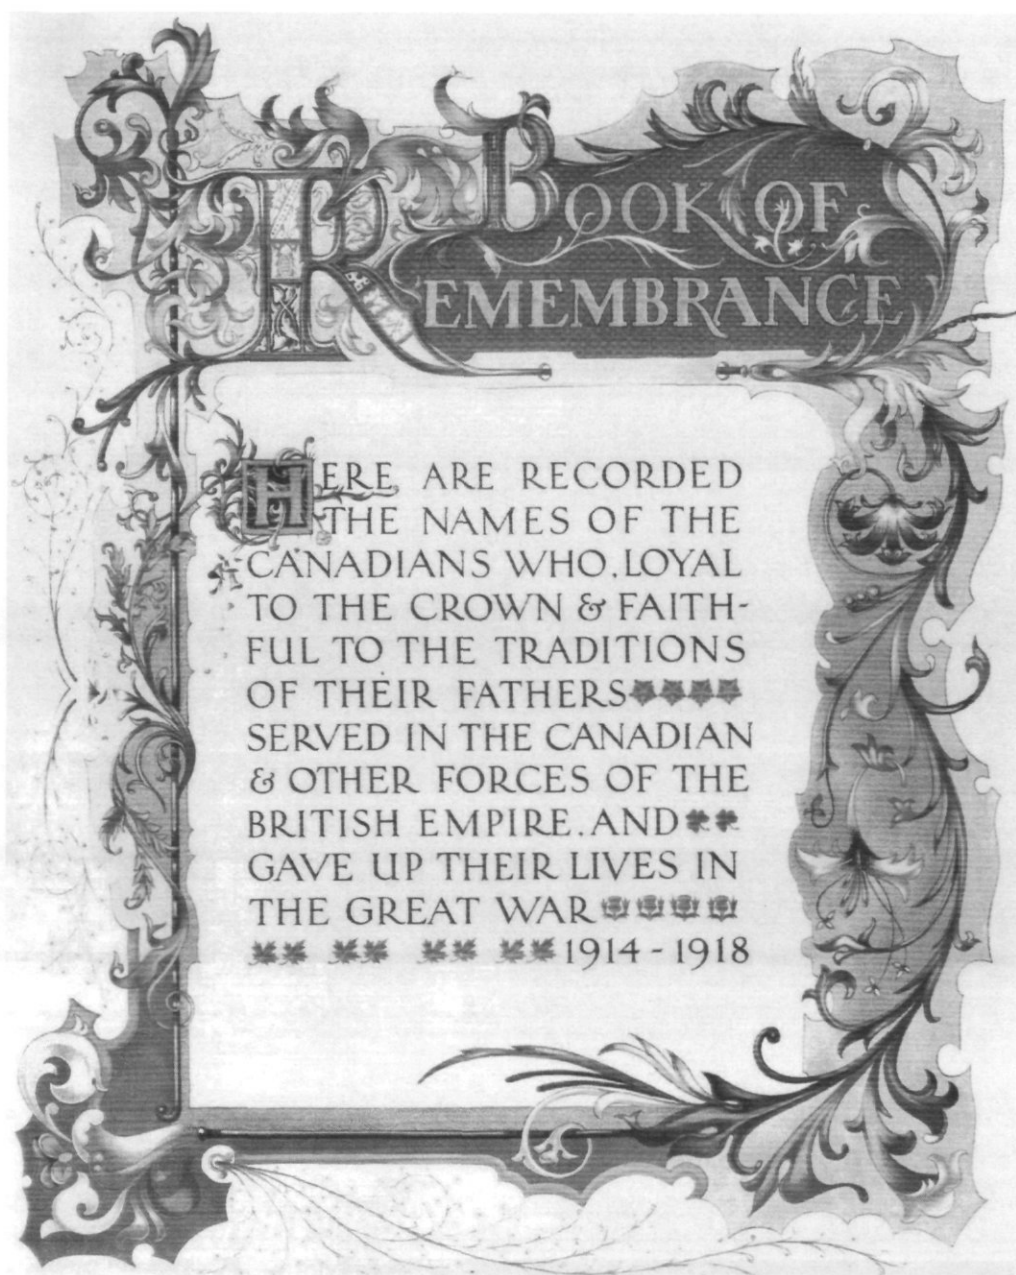 BOOK OF
REMEMBRANCE
HERE ARE RECORDED
THE NAMES OF THE
CANADIANS WHO, LOYAL
TO THE CROWN & FAITH-
FUL TO THE TRADITIONS
OF THEIR FATHERS
SERVED IN THE CANADIAN
& OTHER FORCES OF THE
BRITISH EMPIRE. AND
GAVE UP THEIR LIVES IN
THE GREAT WAR
1914 - 1918